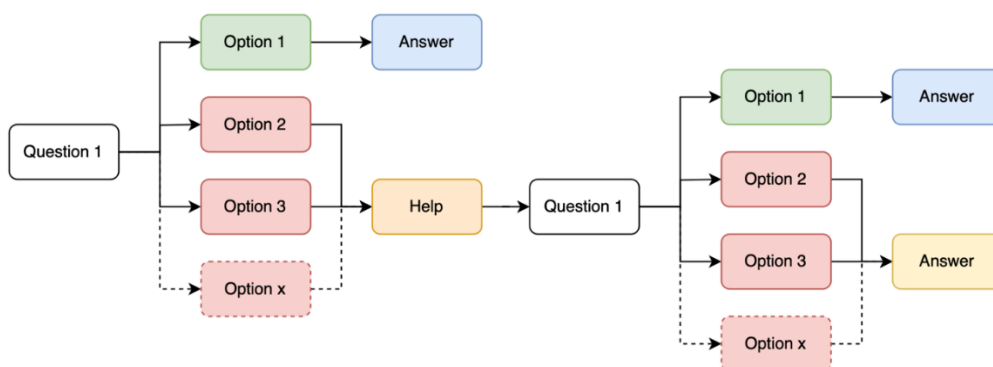 Question 1
Option 1
Answer
Option 2
Option 3
Option x
Help
Question 1
Option 1
Answer
Option 2
Option 3
Answer
Option x